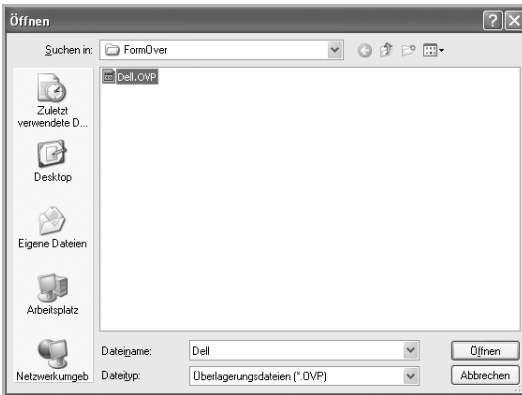 Öffnen
Suchen in: FormOver
Dell.OVP
Zuletzt
verwendete D...
Desktop
Eigene Dateien
Arbeitsplatz
Netzwerkumgeb
Dateiname: Dell Öffnen
Dateityp: Überlagerungsdateien (*.OVP) Abbrechen